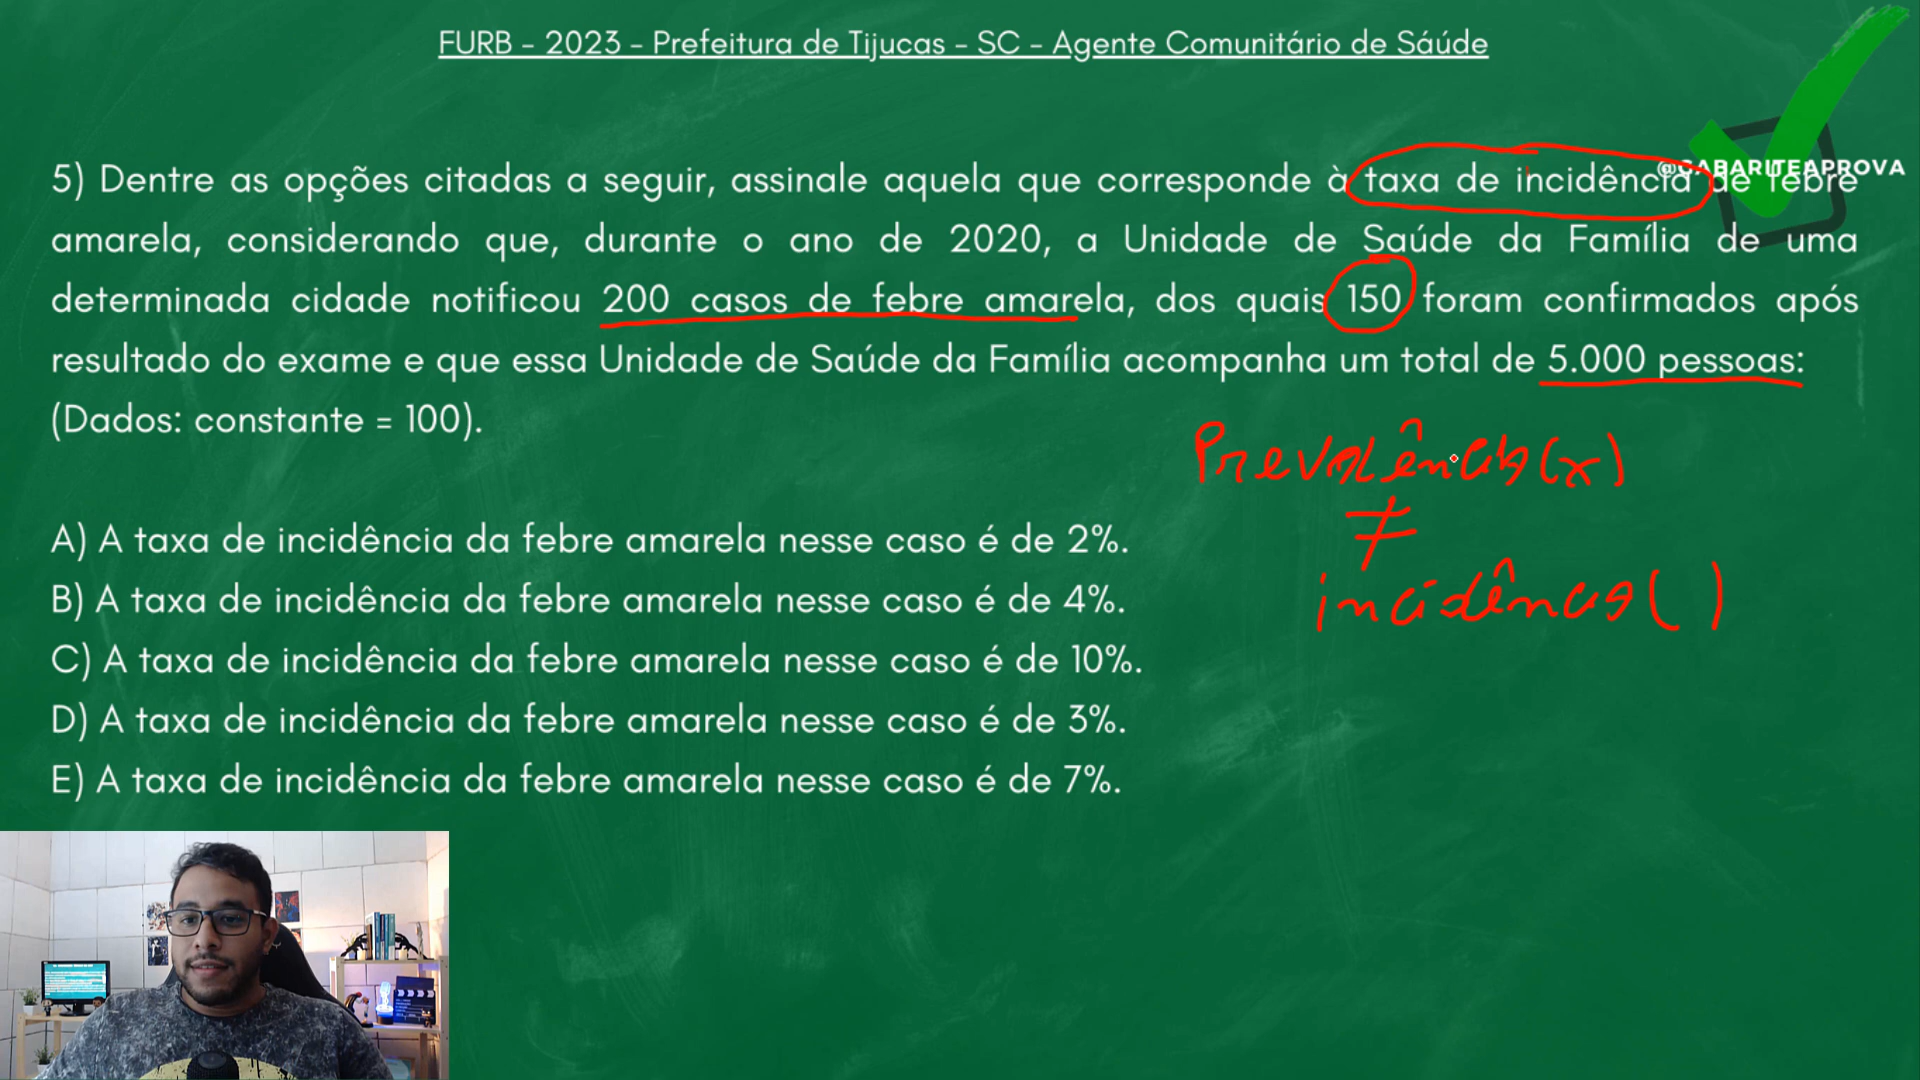 FURB - 2023 - Prefeitura de Tijucas - SC - Agente Comunitário de Sáúde
@GABARITEAPROVA
5) Dentre as opções citadas a seguir, assinale aquela que corresponde à taxa de incidência de febre
amarela, considerando que, durante o ano de 2020, a Unidade de Saúde da Família de uma
determinada cidade notificou 200 casos de febre amarela, dos quais 150 foram confirmados após
resultado do exame e que essa Unidade de Saúde da Família acompanha um total de 5.000 pessoas:
(Dados: constante = 100).
Prevalência (x)
≠
incidência ( )
A) A taxa de incidência da febre amarela nesse caso é de 2%.
B) A taxa de incidência da febre amarela nesse caso é de 4%.
C) A taxa de incidência da febre amarela nesse caso é de 10%.
D) A taxa de incidência da febre amarela nesse caso é de 3%.
E) A taxa de incidência da febre amarela nesse caso é de 7%.